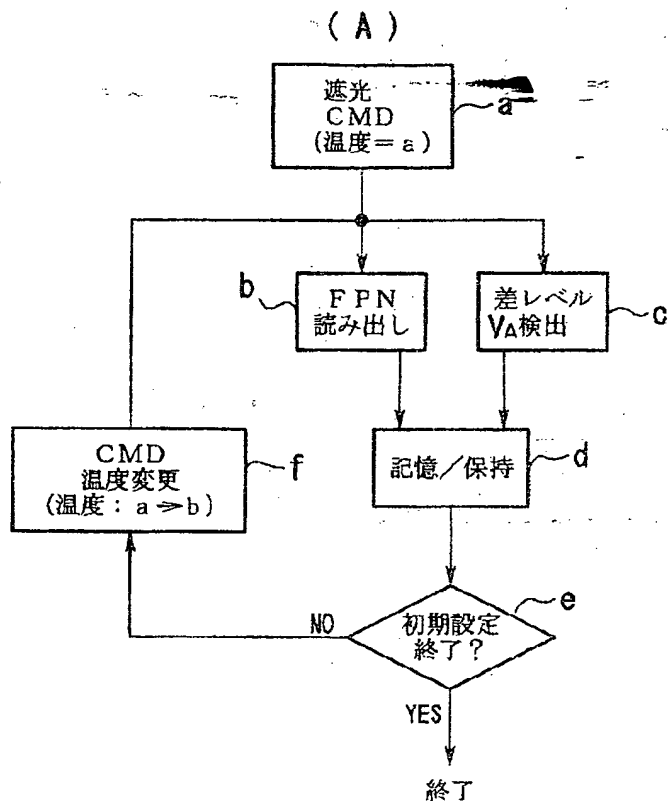 (A)
遮光
CMD
(温度=a)
a
b
FPN
読み出し
差レベル
VΔ検出
c
CMD
温度変更
(温度:a➔b)
f
記憶/保持
d
初期設定
終了?
e
NO
YES
終了